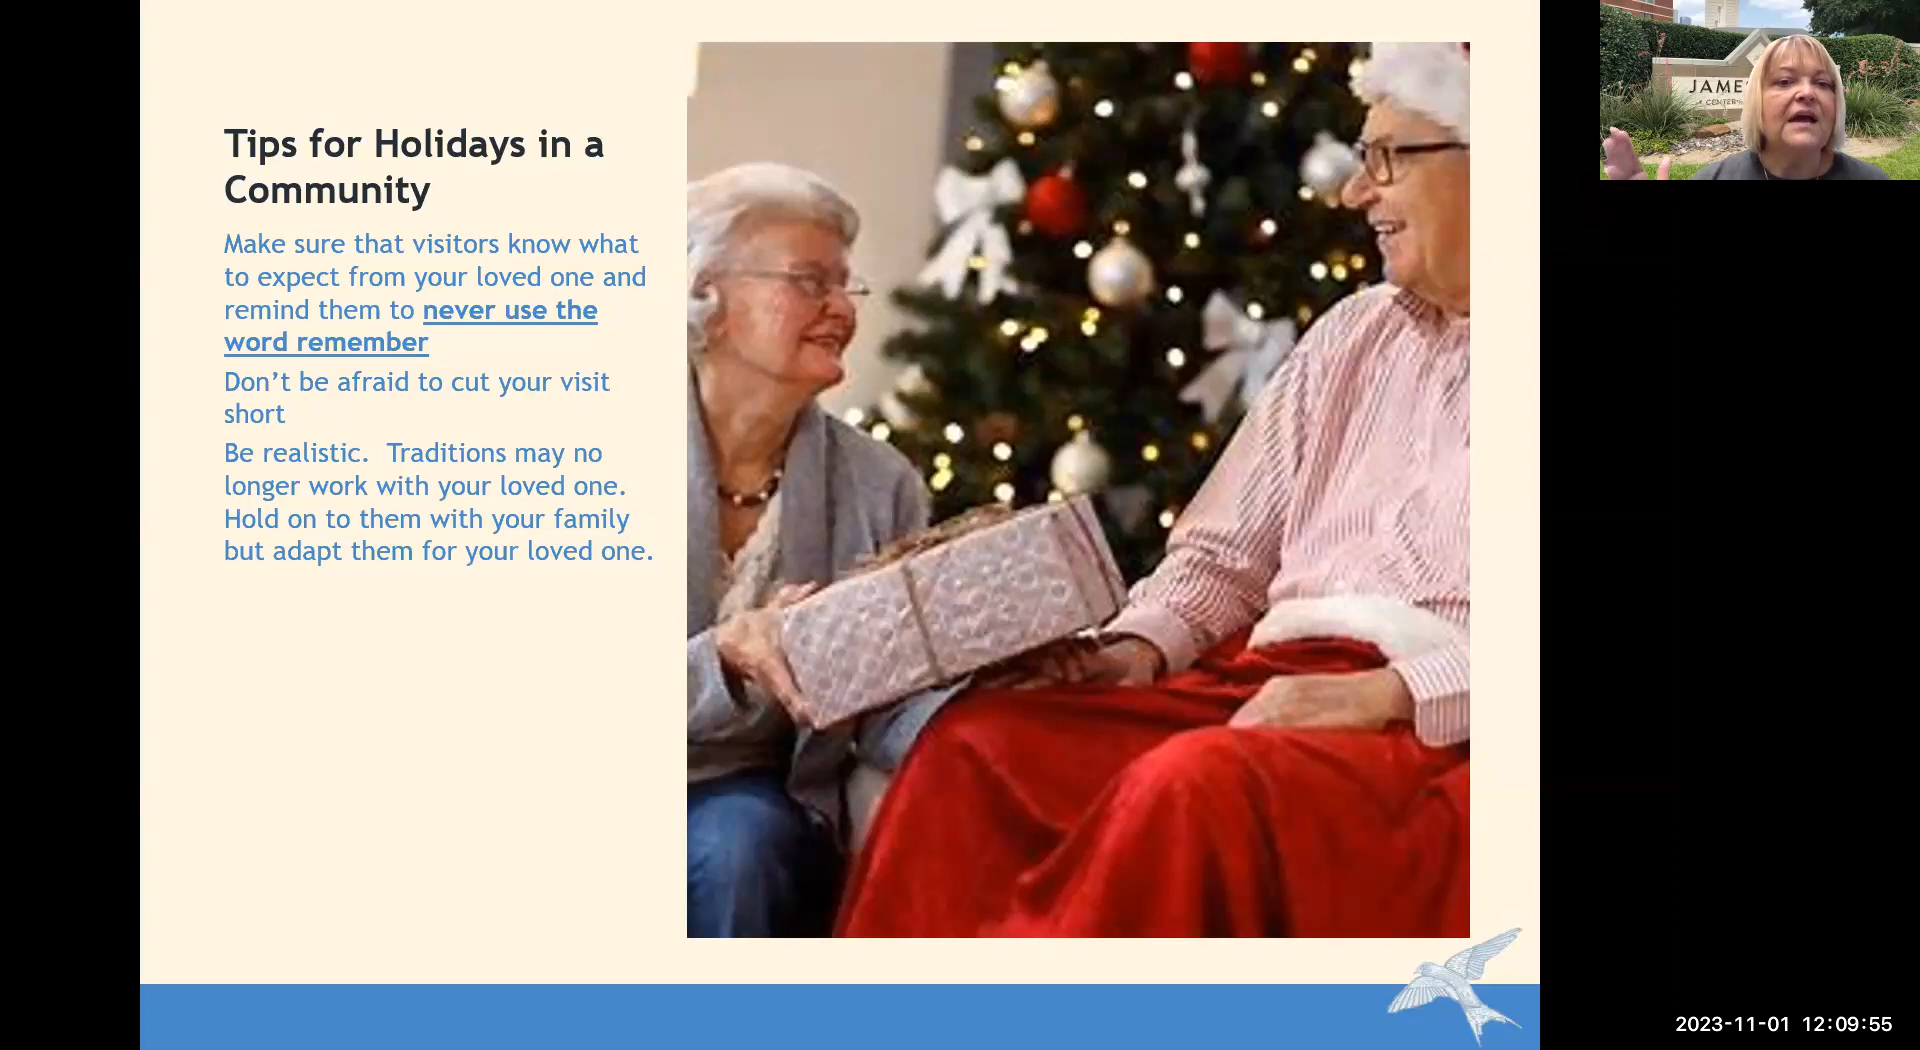 Tips for Holidays in a
Community
Make sure that visitors know what
to expect from your loved one and
remind them to never use the
word remember
Don’t be afraid to cut your visit
short
Be realistic.  Traditions may no
longer work with your loved one.
Hold on to them with your family
but adapt them for your loved one.
JAME
CENTER
2023-11-01 12:09:55